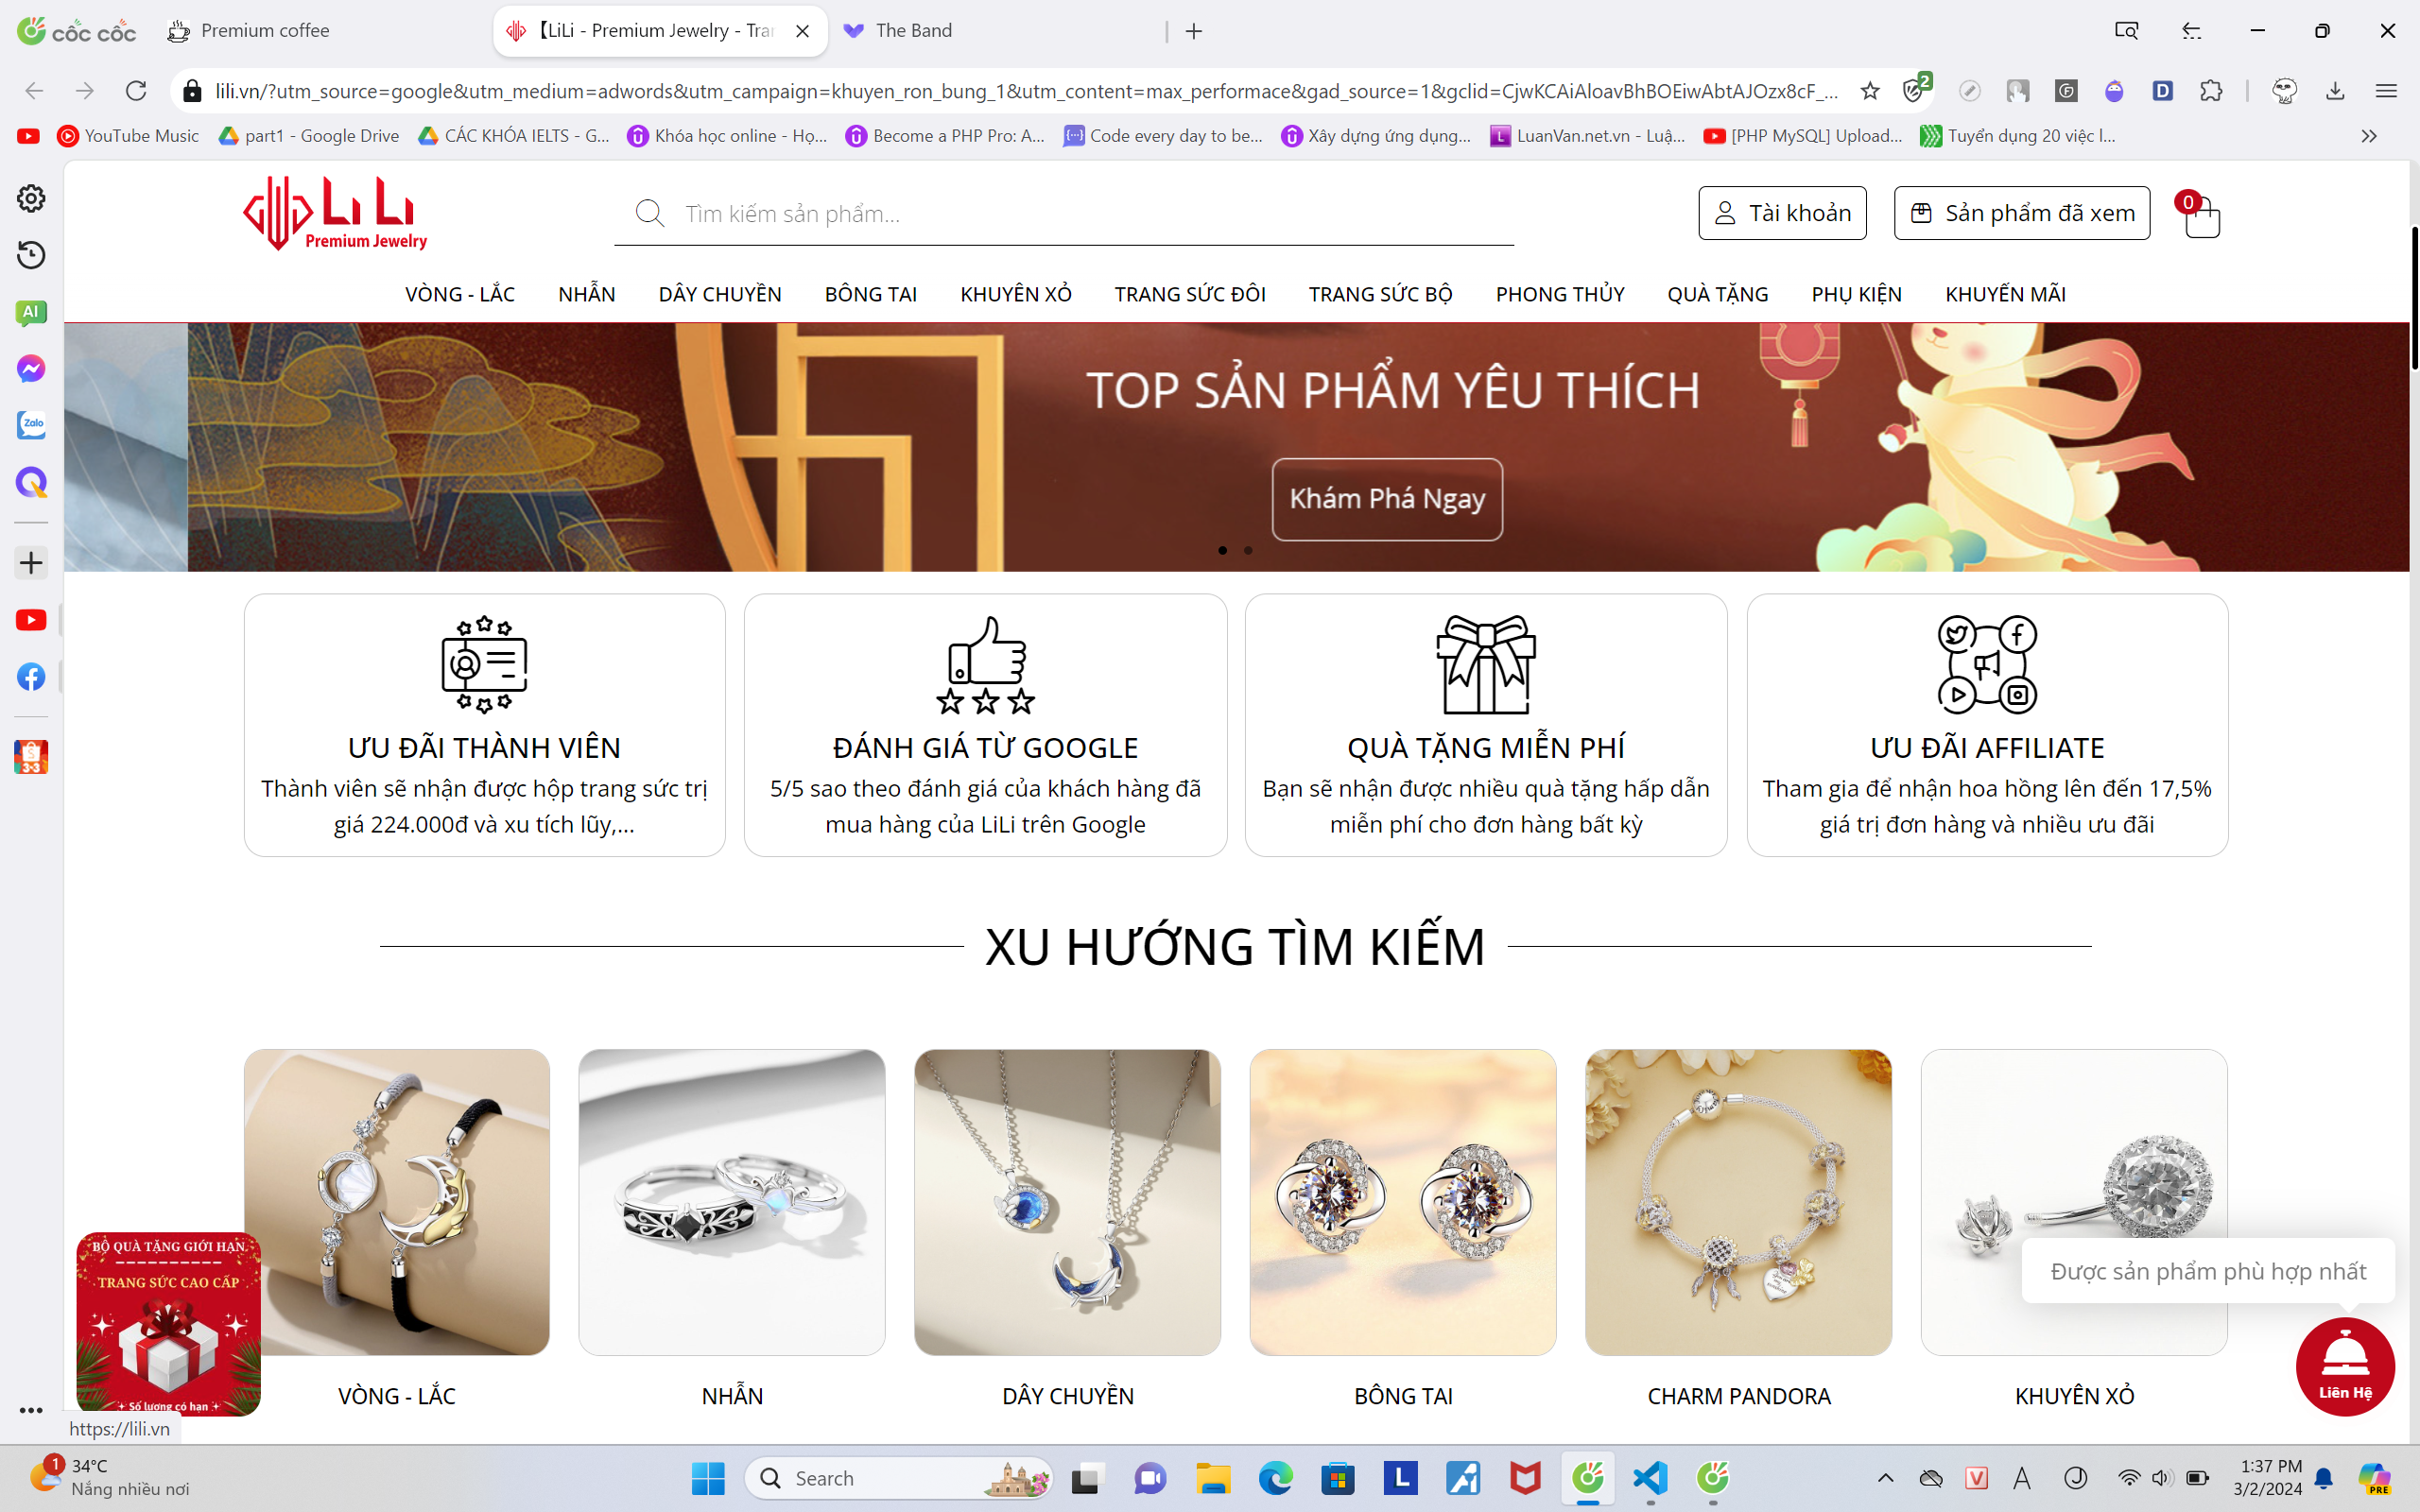 cốc cốc
Premium coffee
【LiLi - Premium Jewelry - Trar
The Band
lili.vn/?utm_source=google&utm_medium=adwords&utm_campaign=khuyen_ron_bung_1&utm_content=max_performace&gad_source=1&gclid=CjwKCAiAloavBhBOEiwAbtAJOzx8cF_...
2
YouTube Music
part1 - Google Drive
CÁC KHÓA IELTS - G...
Khóa học online - Họ...
Become a PHP Pro: A...
Code every day to be...
Xây dựng ứng dụng...
LuanVan.net.vn - Luậ...
[PHP MySQL] Upload...
Tuyển dụng 20 việc l...
AI
Zalo
LiLi
Premium Jewelry
Tìm kiếm sản phẩm...
Tài khoản
Sản phẩm đã xem
0
VÒNG - LẮC
NHẪN
DÂY CHUYỀN
BÔNG TAI
KHUYÊN XỎ
TRANG SỨC ĐÔI
TRANG SỨC BỘ
PHONG THỦY
QUÀ TẶNG
PHỤ KIỆN
KHUYẾN MÃI
TOP SẢN PHẨM YÊU THÍCH
Khám Phá Ngay
ƯU ĐÃI THÀNH VIÊN
Thành viên sẽ nhận được hộp trang sức trị
giá 224.000đ và xu tích lũy,...
ĐÁNH GIÁ TỪ GOOGLE
5/5 sao theo đánh giá của khách hàng đã
mua hàng của LiLi trên Google
QUÀ TẶNG MIỄN PHÍ
Bạn sẽ nhận được nhiều quà tặng hấp dẫn
miễn phí cho đơn hàng bất kỳ
ƯU ĐÃI AFFILIATE
Tham gia để nhận hoa hồng lên đến 17,5%
giá trị đơn hàng và nhiều ưu đãi
XU HƯỚNG TÌM KIẾM
3.3
BỘ QUÀ TẶNG GIỚI HẠN
TRANG SỨC CAO CẤP
Số lượng có hạn
VÒNG - LẮC
NHẪN
DÂY CHUYỀN
BÔNG TAI
CHARM PANDORA
KHUYÊN XỎ
Được sản phẩm phù hợp nhất
Liên Hệ
https://lili.vn
1
34°C
Nắng nhiều nơi
Search
1:37 PM
3/2/2024
PRE